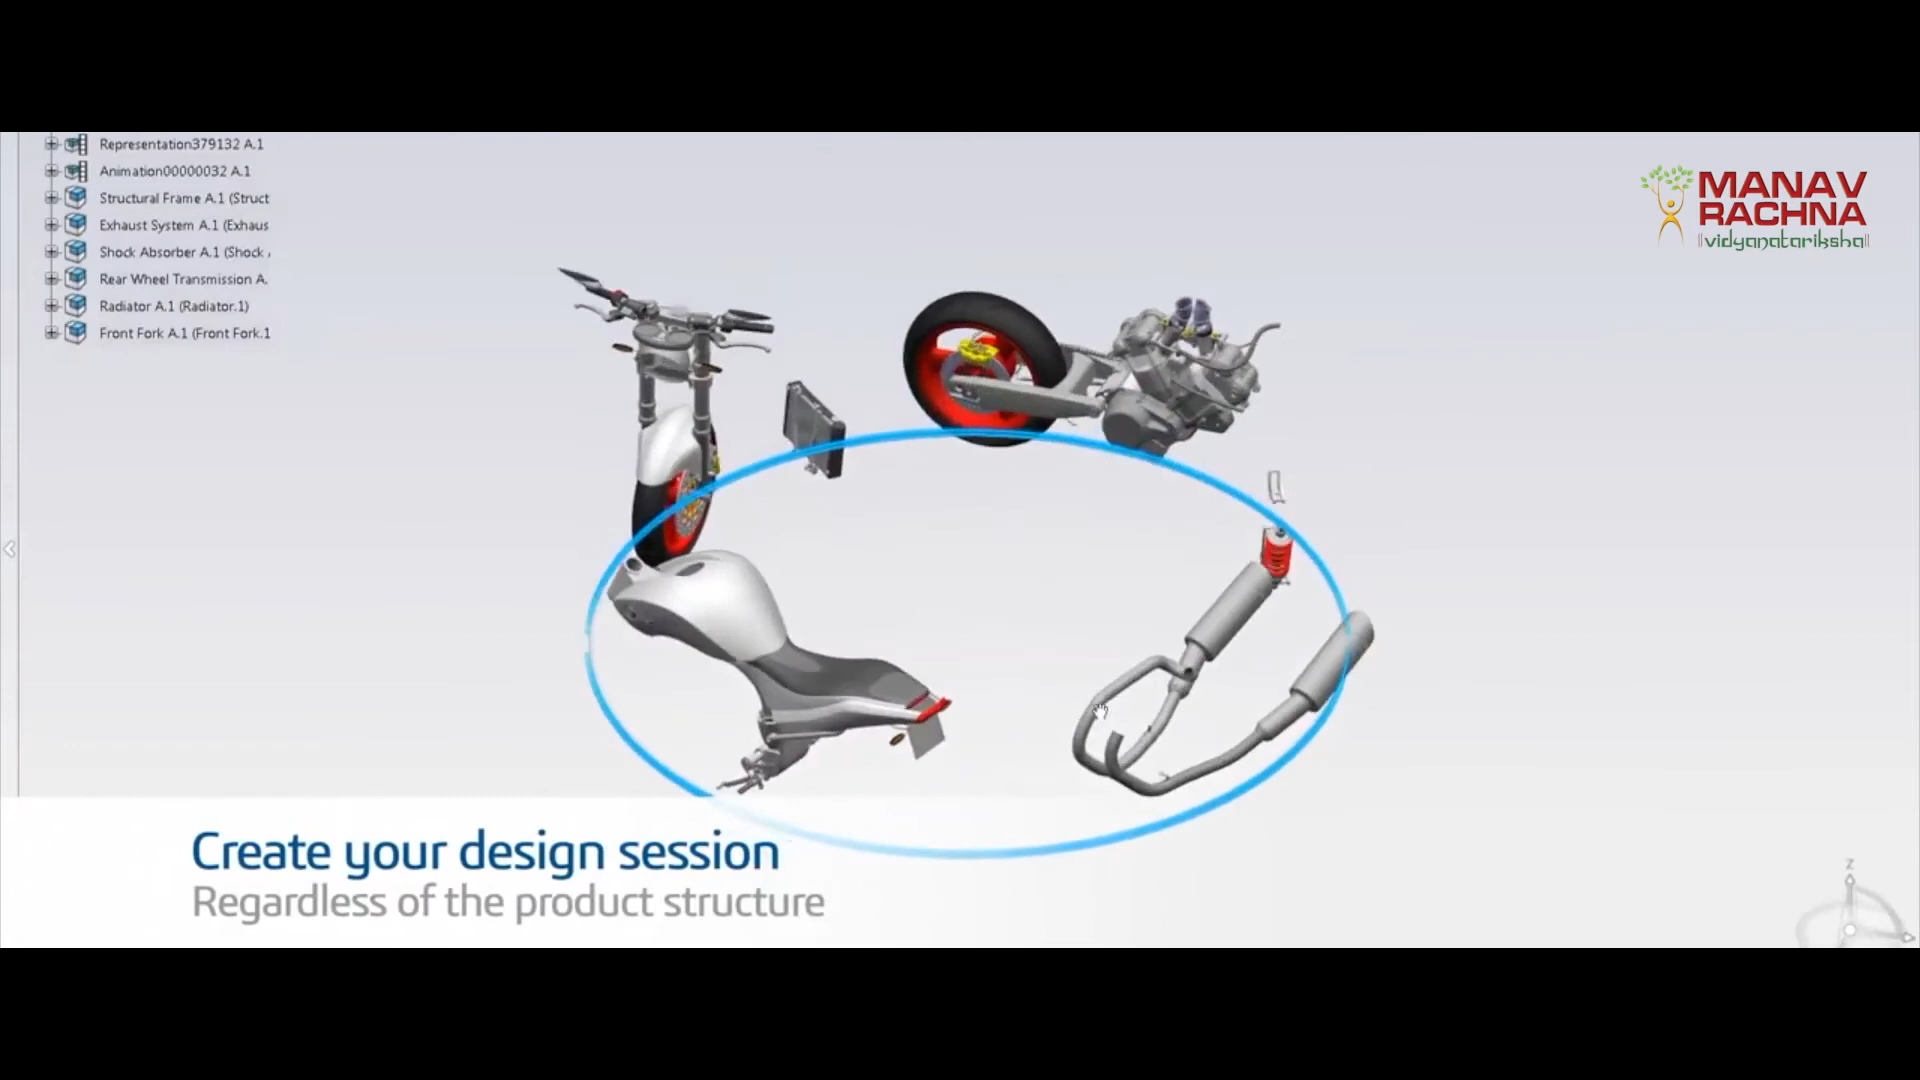 Representation379132 A.1
Animation00000032 A.1
Structural Frame A.1 (Struct
Exhaust System A.1 (Exhaus
Shock Absorber A.1 (Shock
Rear Wheel Transmission A.
Radiator A.1 (Radiator.1)
Front Fork A.1 (Front Fork.1
MANAV
RACHNA
vidyanatariksha
Create your design session
Regardless of the product structure
Z